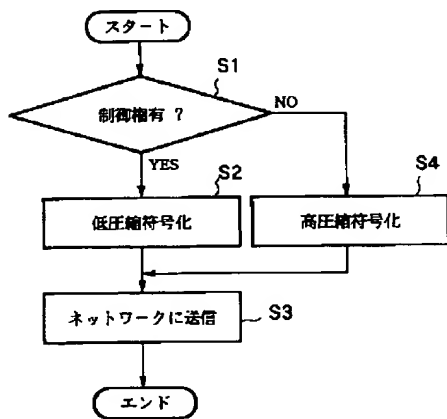 スタート
S1
制御権有 ?
NO
YES
S2
S4
低圧縮符号化
高圧縮符号化
ネットワークに送信
S3
エンド